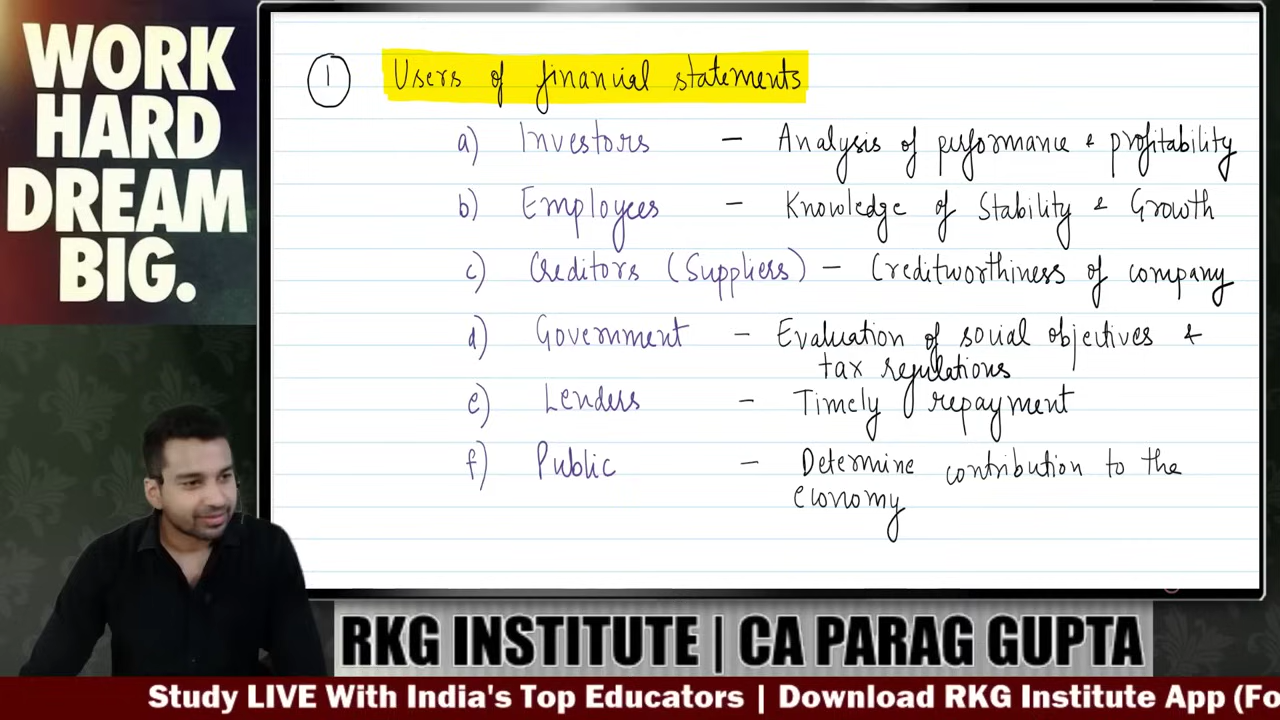 WORK
HARD
DREAM
BIG.
1 Users of financial statements
a) Investors - Analysis of performance & profitability
b) Employees - Knowledge of Stability & Growth
c) Creditors (Suppliers) - Creditworthiness of company
d) Government - Evaluation of social objectives &
tax regulations
e) Lenders - Timely repayment
f) Public - Determine contribution to the
economy
RKG INSTITUTE | CA PARAG GUPTA
Study LIVE With India's Top Educators | Download RKG Institute App (Fo